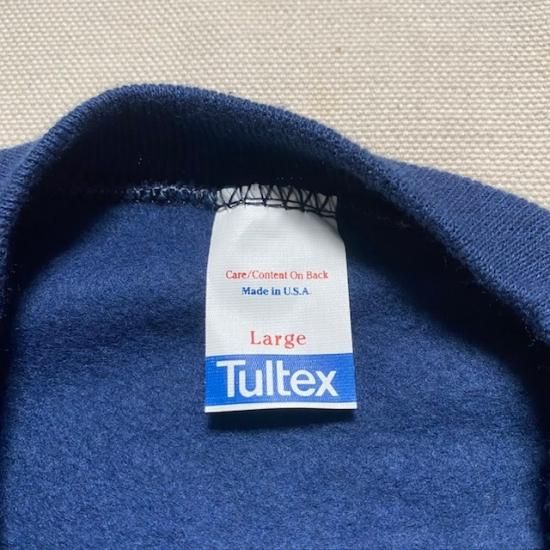 Care/Content On Back
Made in U.S.A.
Large
Tultex